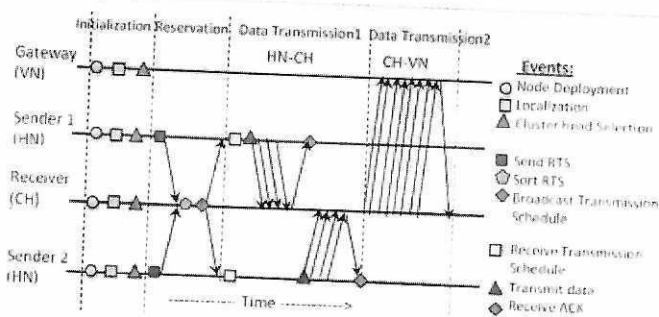 Initialization Reservation Data Transmission1 Data Transmission2
HN-CH CH-VN
Gateway
(VN)
Sender 1
(HN)
Receiver
(CH)
Sender 2
(HN)
Time
Events:
Node Deployment
Localization
Cluster head Selection
Send RTS
Sort RTS
Broadcast Transmission
Schedule
Receive Transmission
Schedule
Transmit data
Receive ACK